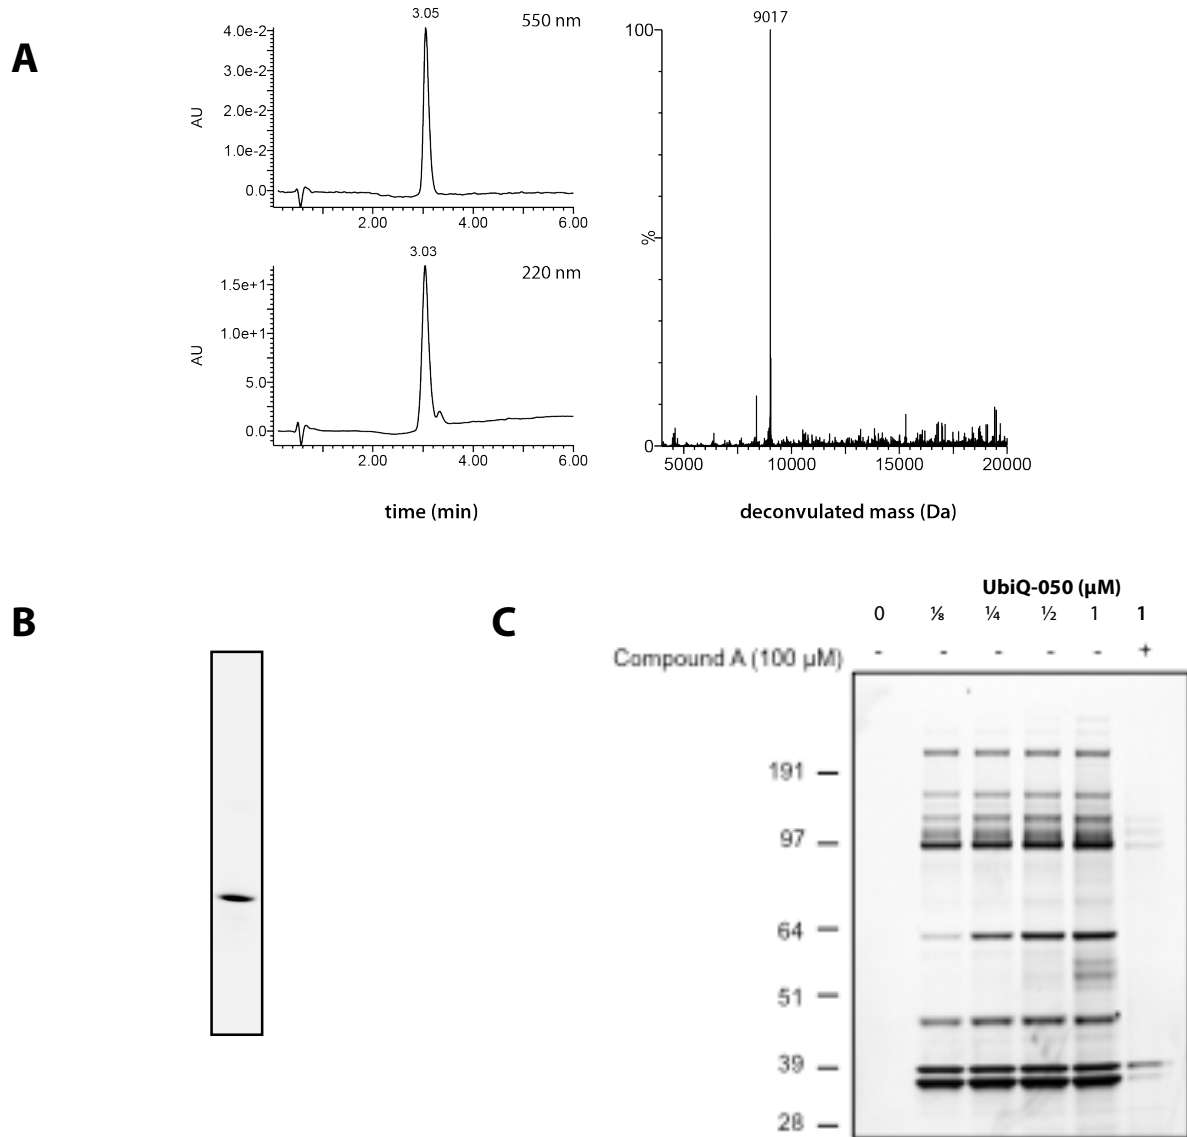 A
3.05
550 nm
4.0e-2
3.0e-2
2.0e-2
1.0e-2
0.0
AU
2.00 4.00 6.00
3.03
220 nm
1.5e+1
1.0e+1
5.0
0.0
AU
2.00 4.00 6.00
time (min)
9017
100
%
0
5000 10000 15000 20000
deconvulated mass (Da)
B
C
UbiQ-050 (µM)
0 ⅛ ¼ ½ 1 1
Compound A (100 µM) - - - - - +
191
97
64
51
39
28